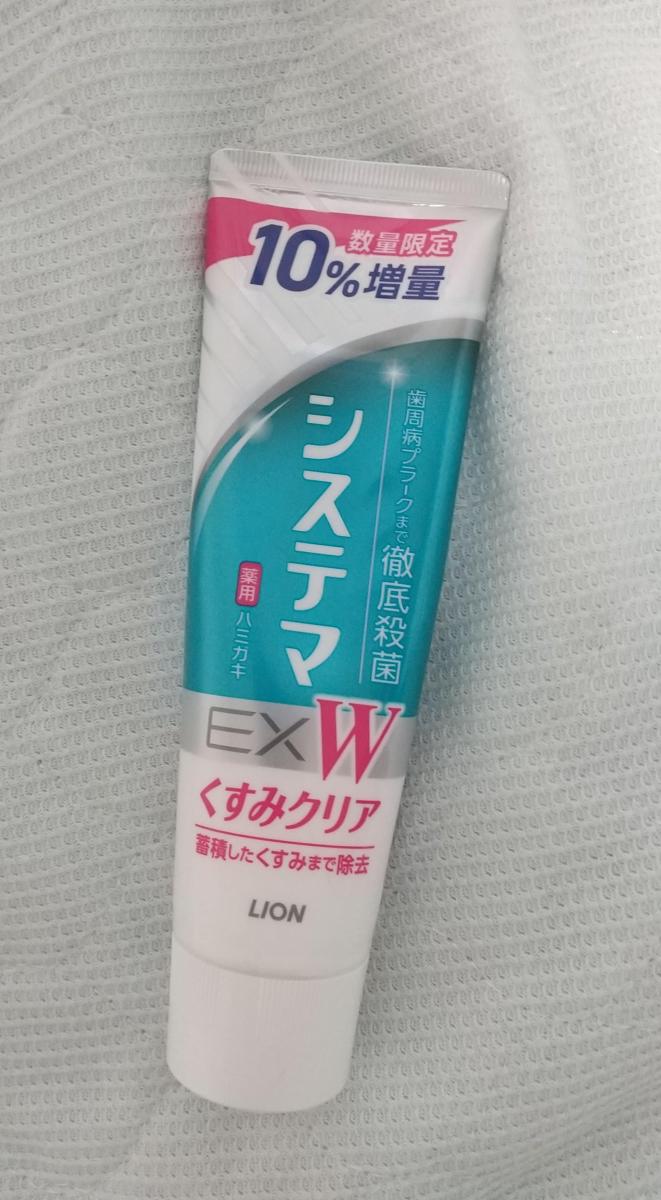 数量限定
10%増量
歯周病プラークまで徹底殺菌
システマ
薬用ハミガキ
EXW
くすみクリア
蓄積したくすみまで除去
LION